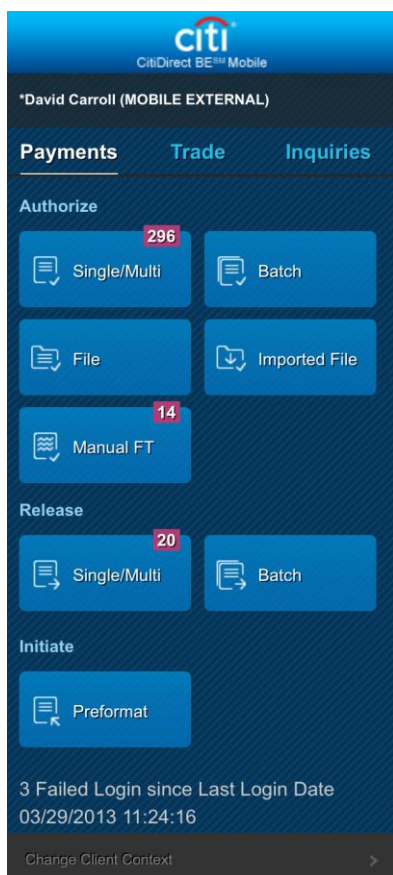 citi
CitiDirect BE℠ Mobile
*David Carroll (MOBILE EXTERNAL)
Payments Trade Inquiries
Authorize
296
Single/Multi Batch
File Imported File
14
Manual FT
Release
20
Single/Multi Batch
Initiate
Preformat
3 Failed Login since Last Login Date
03/29/2013 11:24:16
Change Client Context >